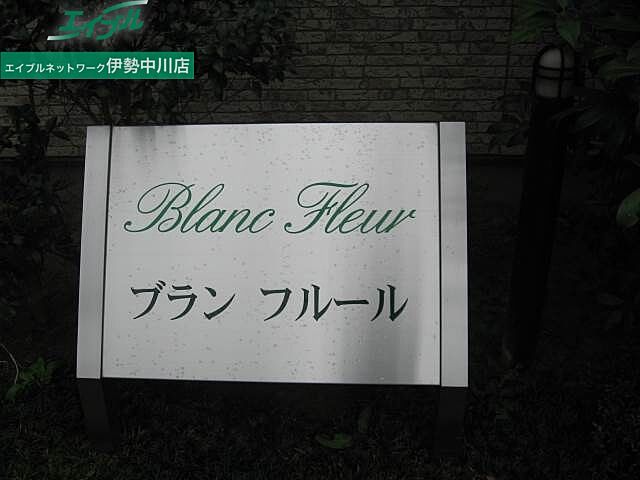 エイブル
エイブルネットワーク伊勢中川店
Blanc Fleur
ブラン フルール